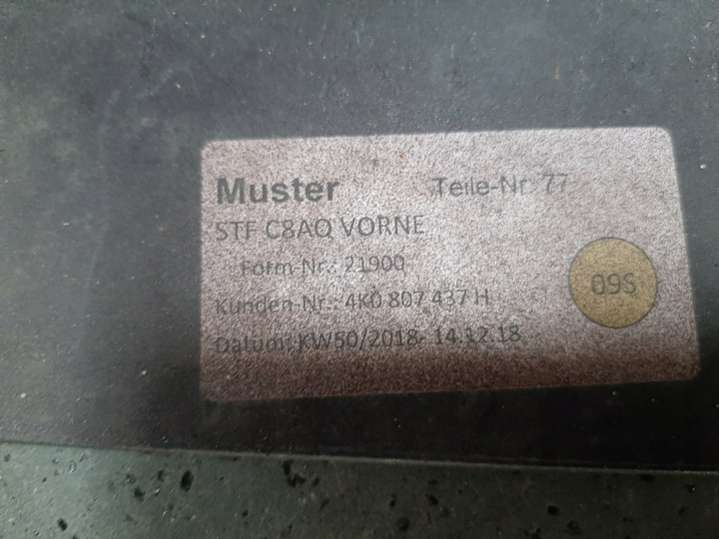 Muster Teile-Nr: 77
STF C8AQ VORNE
Form-Nr.: 21900
Kunden-Nr.: 4K0 807 437 H
Datum: KW50/2018- 14.12.18
09S